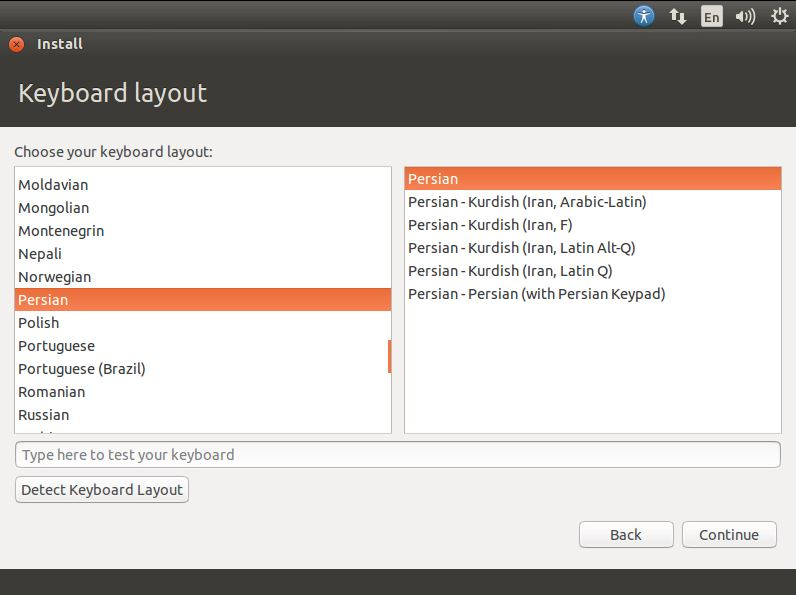 En
Install
Keyboard layout
Choose your keyboard layout:
Moldavian
Mongolian
Montenegrin
Nepali
Norwegian
Persian
Polish
Portuguese
Portuguese (Brazil)
Romanian
Russian
Persian
Persian - Kurdish (Iran, Arabic-Latin)
Persian - Kurdish (Iran, F)
Persian - Kurdish (Iran, Latin Alt-Q)
Persian - Kurdish (Iran, Latin Q)
Persian - Persian (with Persian Keypad)
Type here to test your keyboard
Detect Keyboard Layout
Back
Continue